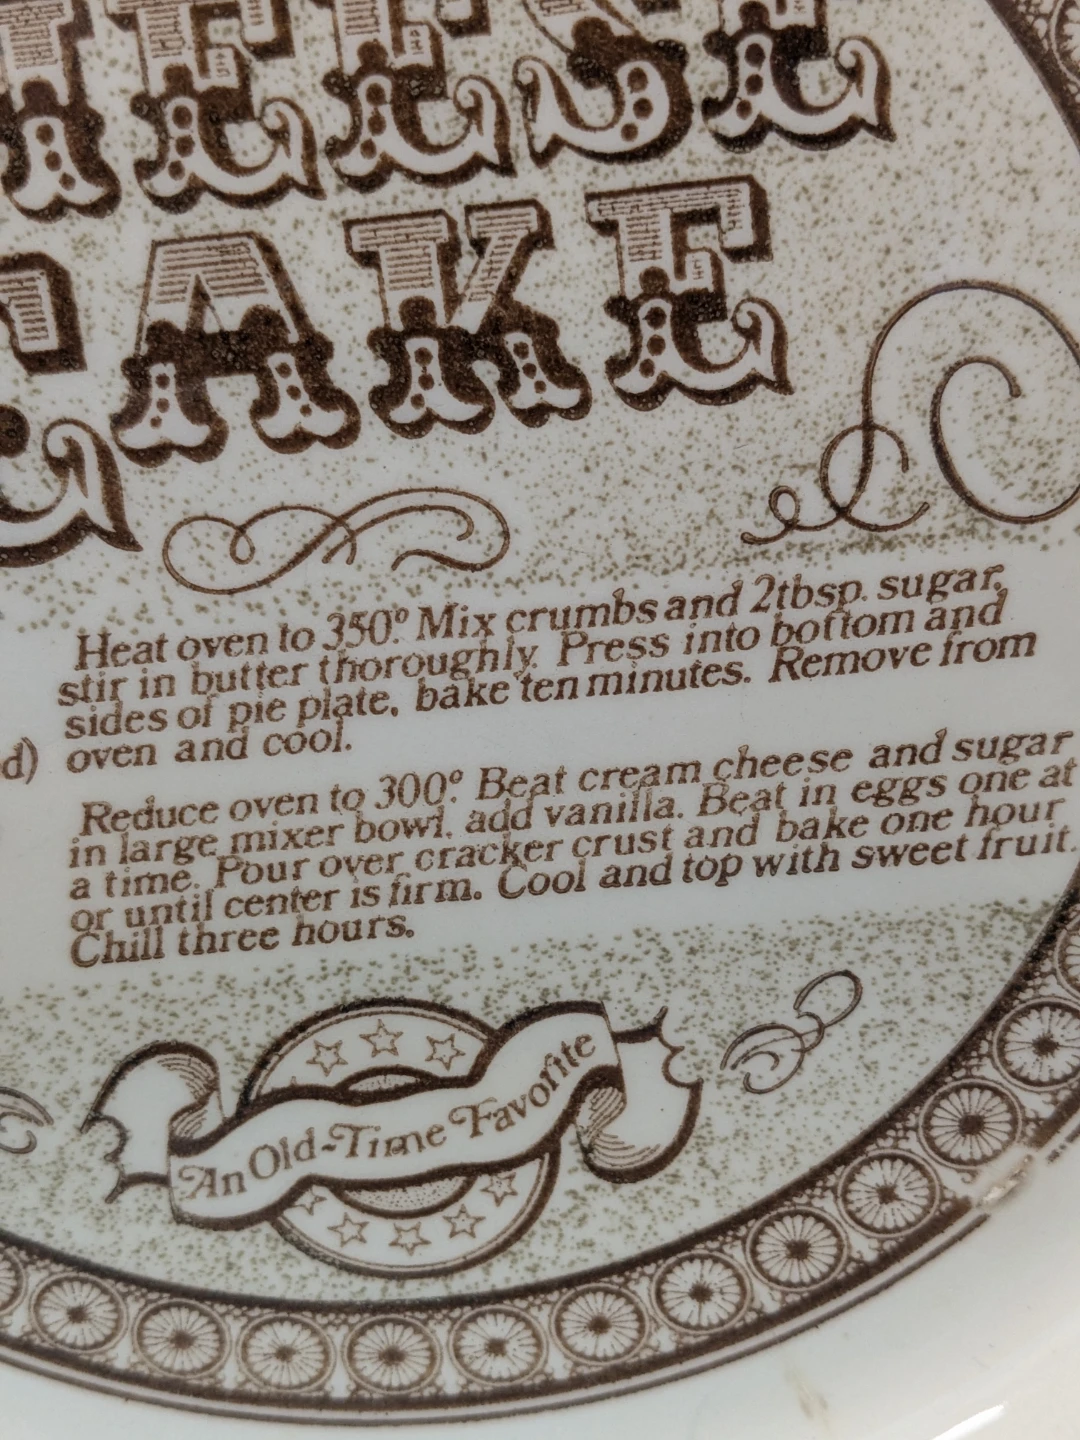 HEESE
CAKE
Heat oven to 350° Mix crumbs and 2tbsp. sugar,
stir in butter thoroughly. Press into bottom and
sides of pie plate, bake ten minutes. Remove from
d) oven and cool.
Reduce oven to 300° Beat cream cheese and sugar
in large mixer bowl, add vanilla. Beat in eggs one at
a time. Pour over cracker crust and bake one hour
or until center is firm. Cool and top with sweet fruit.
Chill three hours.
An Old-Time Favorite